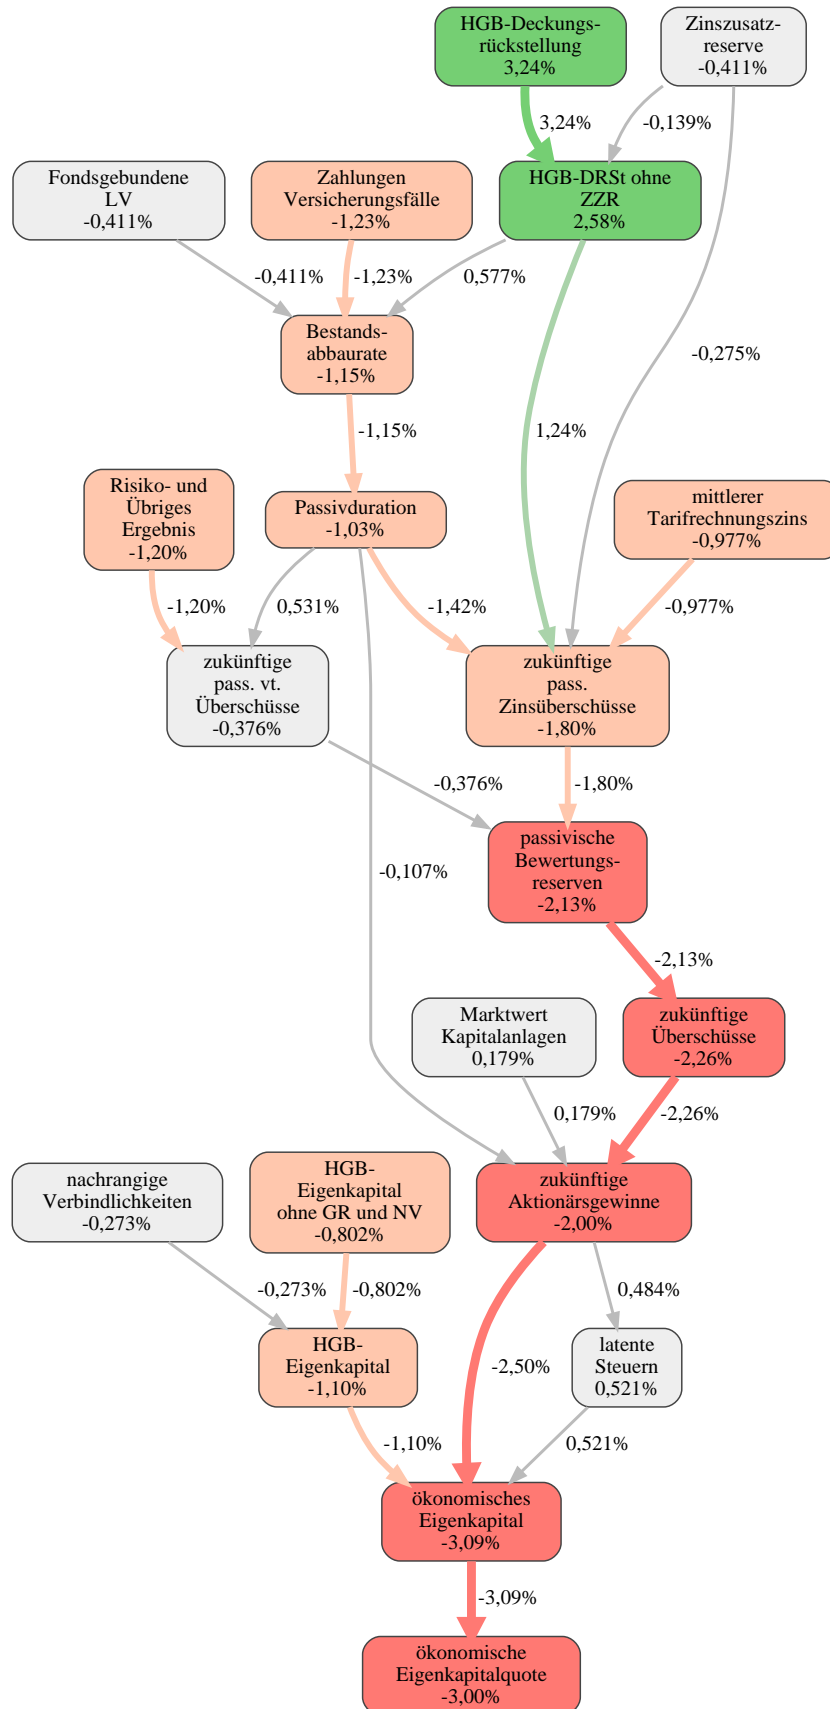 HGB-Deckungs-
rückstellung
3,24%
Zinszusatz-
reserve
-0,411%
3,24%
-0,139%
Fondsgebundene
LV
-0,411%
Zahlungen
Versicherungsfälle
-1,23%
HGB-DRSt ohne
ZZR
2,58%
-0,411%
-1,23%
0,577%
Bestands-
abbaurate
-1,15%
-0,275%
-1,15%
1,24%
Risiko- und
Übriges
Ergebnis
-1,20%
Passivduration
-1,03%
mittlerer
Tarifrechnungszins
-0,977%
-1,20%
0,531%
-1,42%
-0,977%
zukünftige
pass. vt.
Überschüsse
-0,376%
zukünftige
pass.
Zinsüberschüsse
-1,80%
-0,376%
-1,80%
passivische
Bewertungs-
reserven
-2,13%
-0,107%
-2,13%
Marktwert
Kapitalanlagen
0,179%
zukünftige
Überschüsse
-2,26%
0,179%
-2,26%
nachrangige
Verbindlichkeiten
-0,273%
HGB-
Eigenkapital
ohne GR und NV
-0,802%
zukünftige
Aktionärsgewinne
-2,00%
-0,273%
-0,802%
0,484%
HGB-
Eigenkapital
-1,10%
-2,50%
latente
Steuern
0,521%
-1,10%
0,521%
ökonomisches
Eigenkapital
-3,09%
-3,09%
ökonomische
Eigenkapitalquote
-3,00%